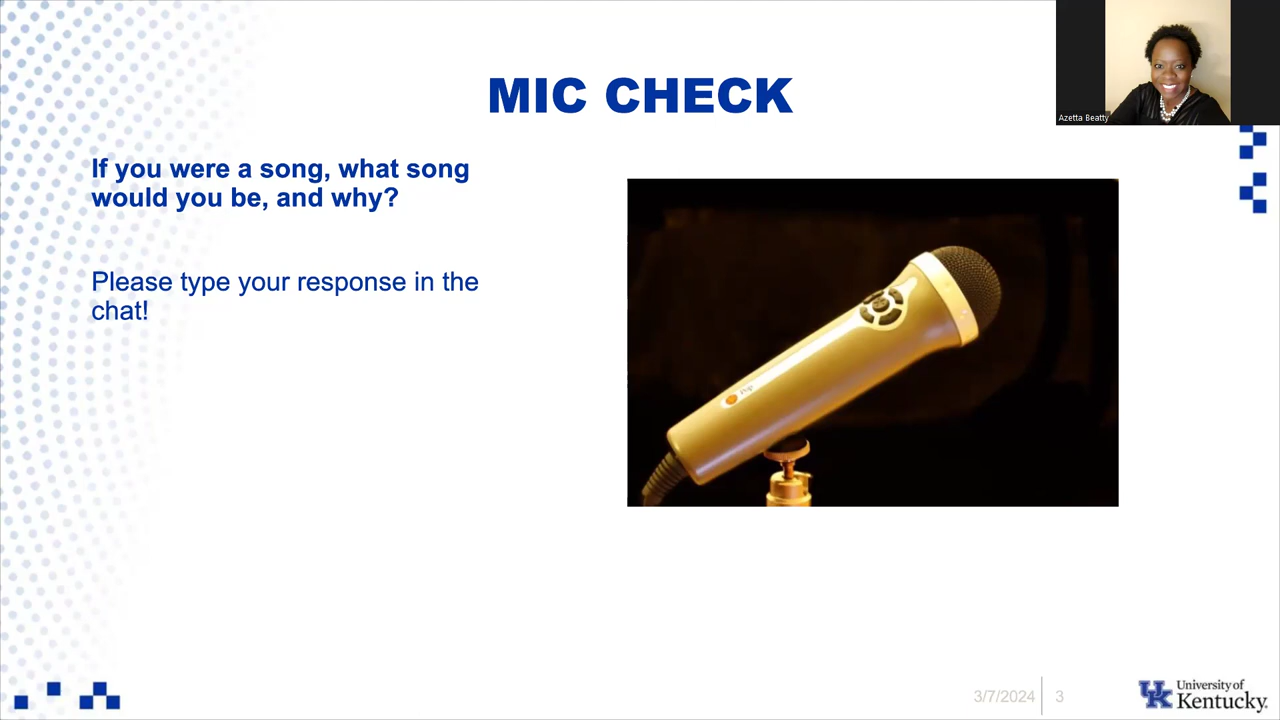 MIC CHECK
Azetta Beatty
If you were a song, what song
would you be, and why?
Please type your response in the
chat!
3/7/2024
3
UK
University of
Kentucky.